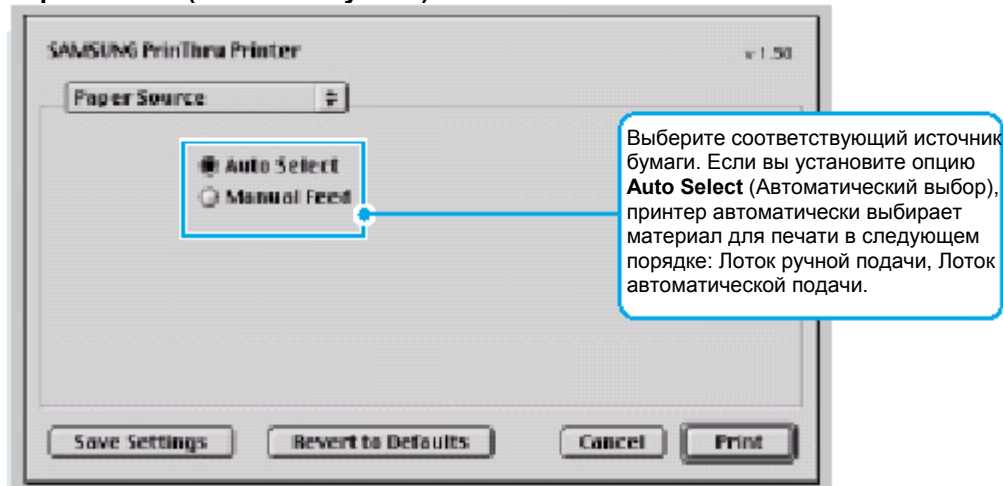 SAMSUNG PrinThru Printer
v 1.50
Paper Source
Auto Select
Manual Feed
Выберите соответствующий источник
бумаги. Если вы установите опцию
Auto Select (Автоматический выбор),
принтер автоматически выбирает
материал для печати в следующем
порядке: Лоток ручной подачи, Лоток
автоматической подачи.
Save Settings
Revert to Defaults
Cancel
Print